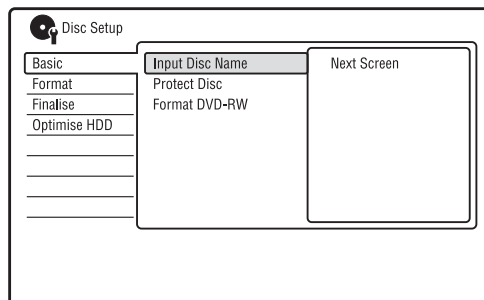 Disc Setup
Basic
Format
Finalise
Optimise HDD
Input Disc Name
Protect Disc
Format DVD-RW
Next Screen